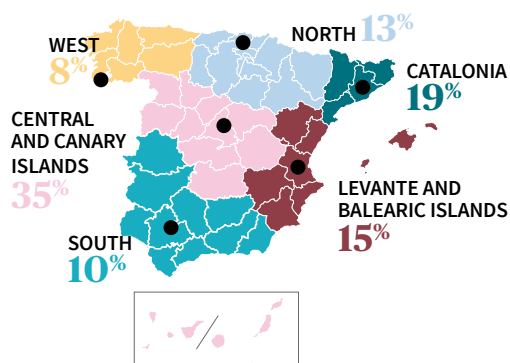 NORTH 13%
WEST
8%
CATALONIA
19%
CENTRAL
AND CANARY
ISLANDS
35%
LEVANTE AND
BALEARIC ISLANDS
15%
SOUTH
10%